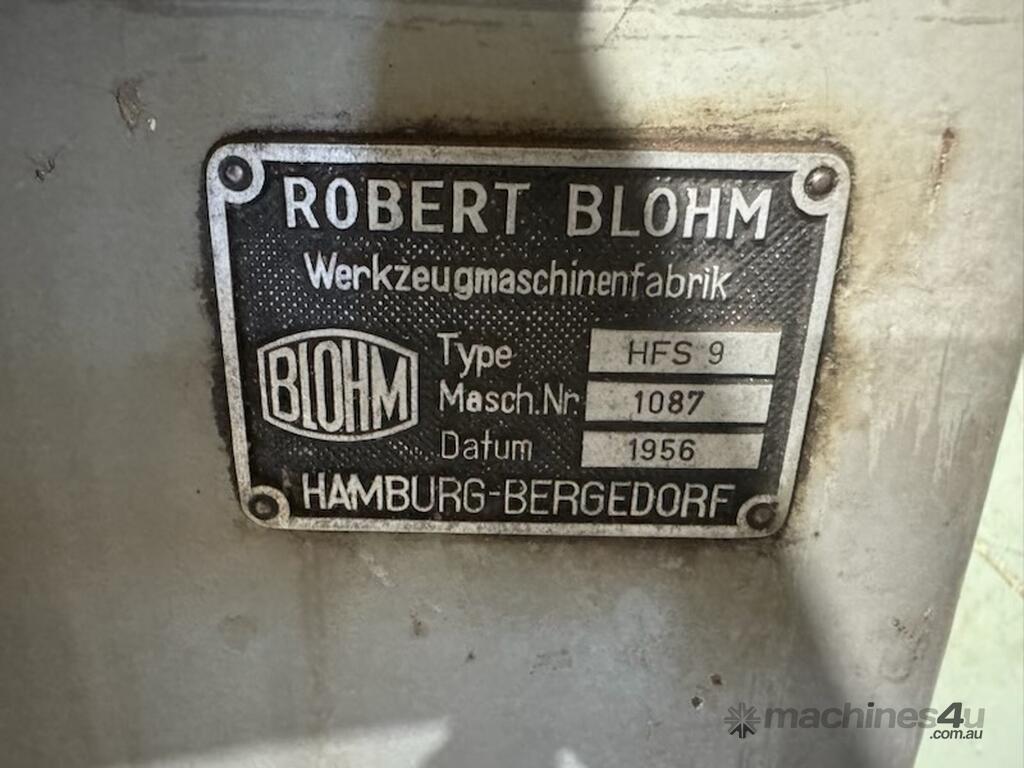 ROBERT BLOHM
Werkzeugmaschinenfabrik
BLOHM
Type HFS 9
Masch.Nr. 1087
Datum 1956
HAMBURG-BERGEDORF
machines4u
.com.au